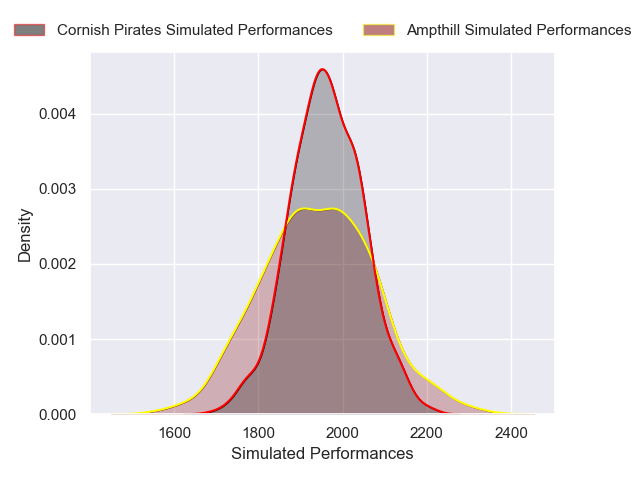 Cornish Pirates Simulated Performances Ampthill Simulated Performances
0.004
0.003
0.002
0.001
0.000
Density
1600 1800 2000 2200 2400
Simulated Performances